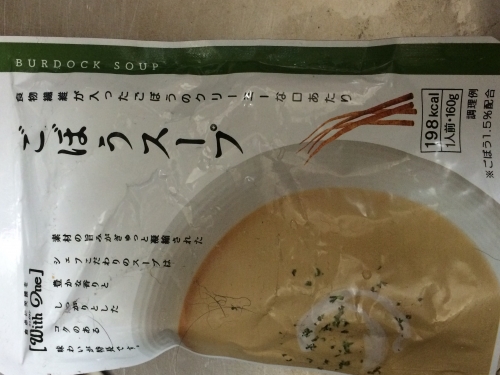 BURDOCK SOUP
食物繊維が入ったごぼうのクリーミーな口あたり
ごぼうスープ
198kcal
1人前・160g
調理例
※ごぼう15%配合
素材の旨みがぎゅっと凝縮された
シェフこだわりのスープは
豊かな香りと
しっかりとした
コクのある
味わいが特長です。
[With One]